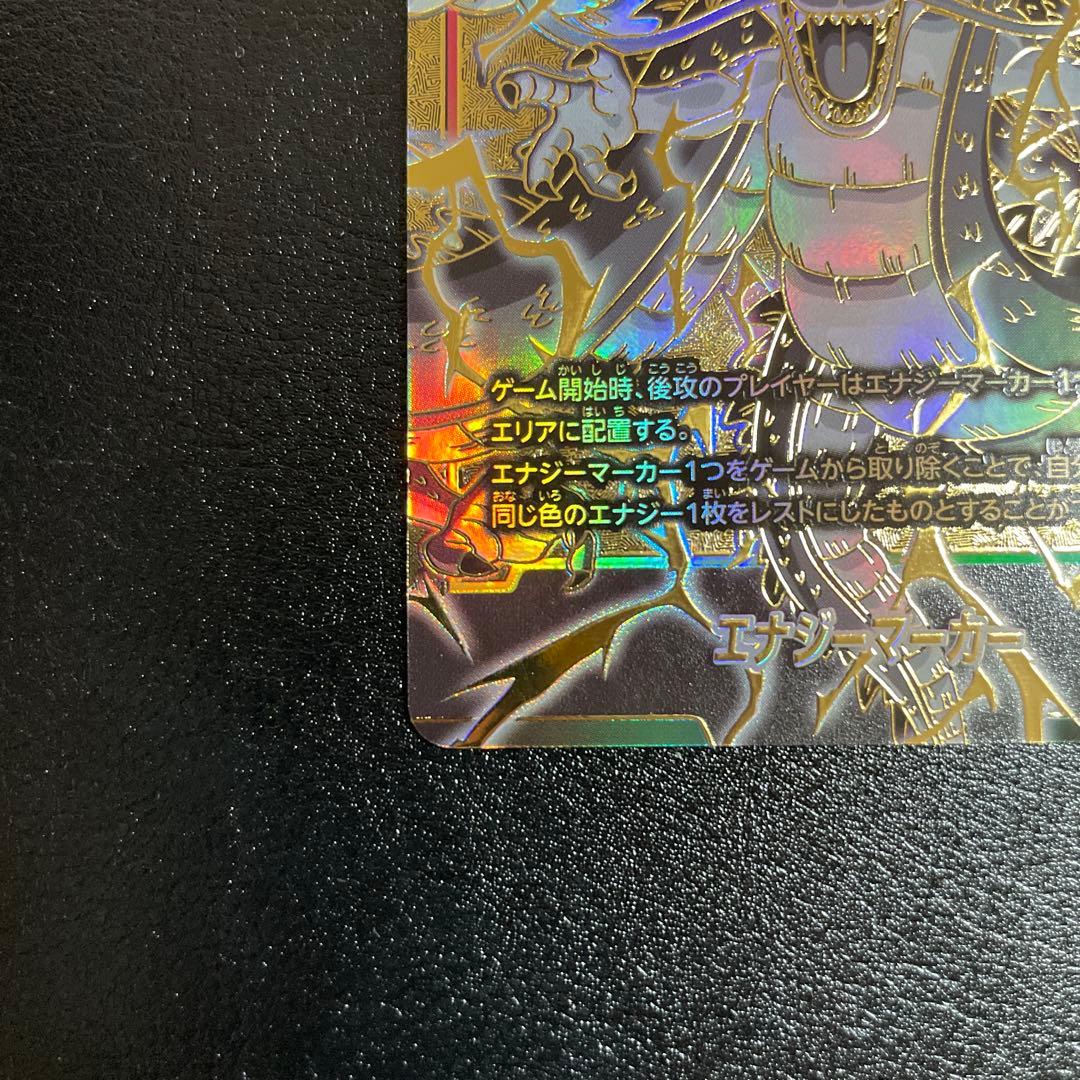 ゲーム開始時、後攻のプレイヤーはエナジーマーカー1
エリアに配置する。
エナジーマーカー1つをゲームから取り除くことで、自分
同じ色のエナジー1枚をレストにしたものとすることが
エナジーマーカー